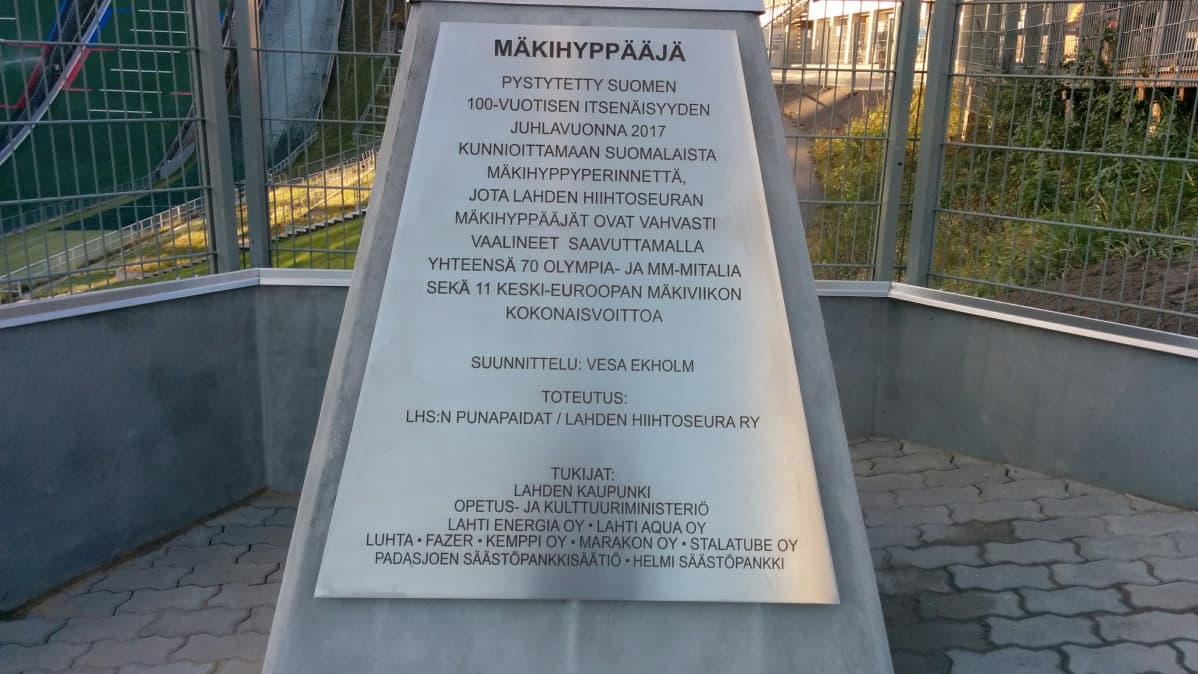 MÄKIHYPPÄÄJÄ
PYSTYTETTY SUOMEN
100-VUOTISEN ITSENÄISYYDEN
JUHLAVUONNA 2017
KUNNIOITTAMAAN SUOMALAISTA
MÄKIHYPPYPERINNETTÄ,
JOTA LAHDEN HIIHTOSEURAN
MÄKIHYPPÄÄJÄT OVAT VAHVASTI
VAALINEET SAAVUTTAMALLA
YHTEENSÄ 70 OLYMPIA- JA MM-MITALIA
SEKÄ 11 KESKI-EUROOPAN MÄKIVIIKON
KOKONAISVOITTOA
SUUNNITTELU: VESA EKHOLM
TOTEUTUS:
LHS:N PUNAPAIDAT / LAHDEN HIIHTOSEURA RY
TUKIJAT:
LAHDEN KAUPUNKI
OPETUS- JA KULTTUURIMINISTERIÖ
LAHTI ENERGIA OY • LAHTI AQUA OY
LUHTA • FAZER • KEMPPI OY • MARAKON OY • STALATUBE OY
PADASJOEN SÄÄSTÖPANKKISÄÄTIÖ • HELMI SÄÄSTÖPANKKI